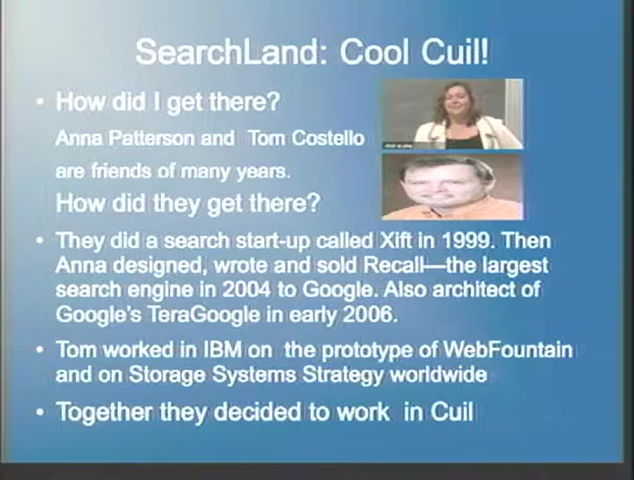 SearchLand: Cool Cuil!
• How did I get there?
Anna Patterson and Tom Costello
are friends of many years.
How did they get there?
• They did a search start-up called Xift in 1999. Then
Anna designed, wrote and sold Recall—the largest
search engine in 2004 to Google. Also architect of
Google's TeraGoogle in early 2006.
• Tom worked in IBM on the prototype of WebFountain
and on Storage Systems Strategy worldwide
• Together they decided to work in Cuil